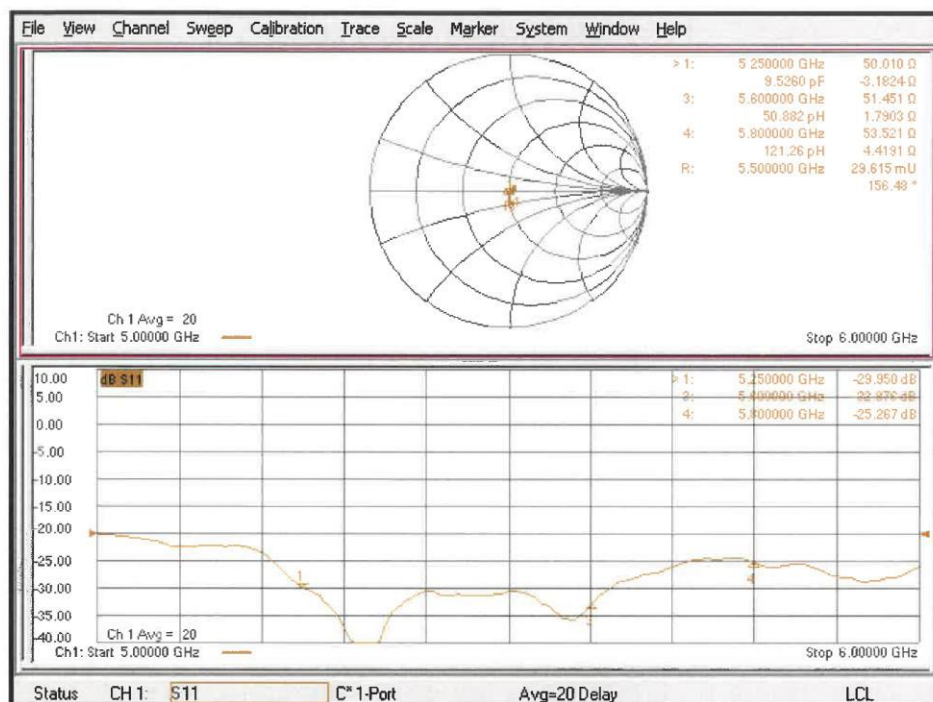 File View Channel Sweep Calibration Trace Scale Marker System Window Help
> 1: 5.250000 GHz 50.010 Ω
9.5260 pF -3.1824 Ω
3: 5.600000 GHz 51.451 Ω
50.882 pH 1.7903 Ω
4: 5.800000 GHz 53.521 Ω
121.26 pH 4.4191 Ω
R: 5.500000 GHz 29.615 mU
156.48 °
Ch 1 Avg = 20
Ch1: Start 5.00000 GHz Stop 6.00000 GHz
10.00 dB S11 > 1: 5.250000 GHz -29.950 dB
5.00 GHz dB
0.00 4: 5.800000 GHz -25.267 dB
-5.00
-10.00
-15.00
-20.00
-25.00
-30.00 1
-35.00 4
-40.00 Ch 1 Avg = 20
Ch1: Start 5.00000 GHz Stop 6.00000 GHz
Status CH 1: S11 C* 1-Port Avg=20 Delay LCL